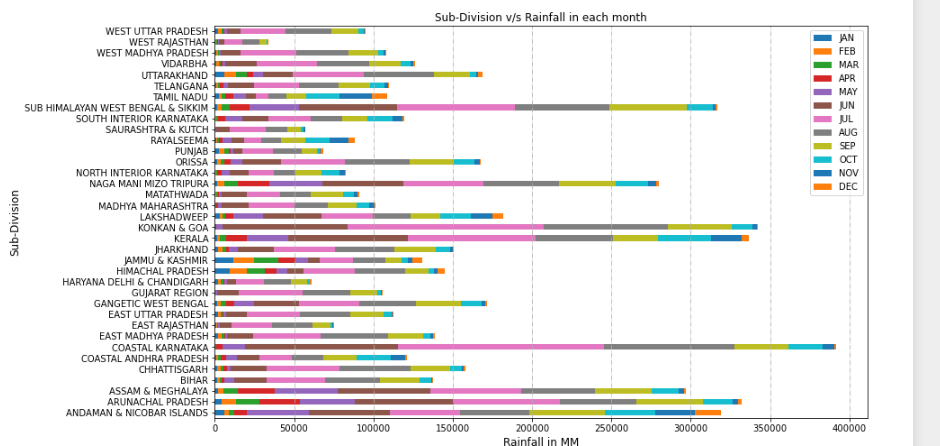 Sub-Division v/s Rainfall in each month
WEST UTTAR PRADESH
WEST RAJASTHAN
WEST MADHYA PRADESH
VIDARBHA
UTTARAKHAND
TELANGANA
TAMIL NADU
SUB HIMALAYAN WEST BENGAL & SIKKIM
SOUTH INTERIOR KARNATAKA
SAURASHTRA & KUTCH
RAYALSEEMA
PUNJAB
ORISSA
NORTH INTERIOR KARNATAKA
NAGA MANI MIZO TRIPURA
MATATHWADA
MADHYA MAHARASHTRA
LAKSHADWEEP
KONKAN & GOA
KERALA
JHARKHAND
JAMMU & KASHMIR
HIMACHAL PRADESH
HARYANA DELHI & CHANDIGARH
GUJARAT REGION
GANGETIC WEST BENGAL
EAST UTTAR PRADESH
EAST RAJASTHAN
EAST MADHYA PRADESH
COASTAL KARNATAKA
COASTAL ANDHRA PRADESH
CHHATTISGARH
BIHAR
ASSAM & MEGHALAYA
ARUNACHAL PRADESH
ANDAMAN & NICOBAR ISLANDS
Sub-Division
JAN
FEB
MAR
APR
MAY
JUN
JUL
AUG
SEP
OCT
NOV
DEC
0 50000 100000 150000 200000 250000 300000 350000 400000
Rainfall in MM